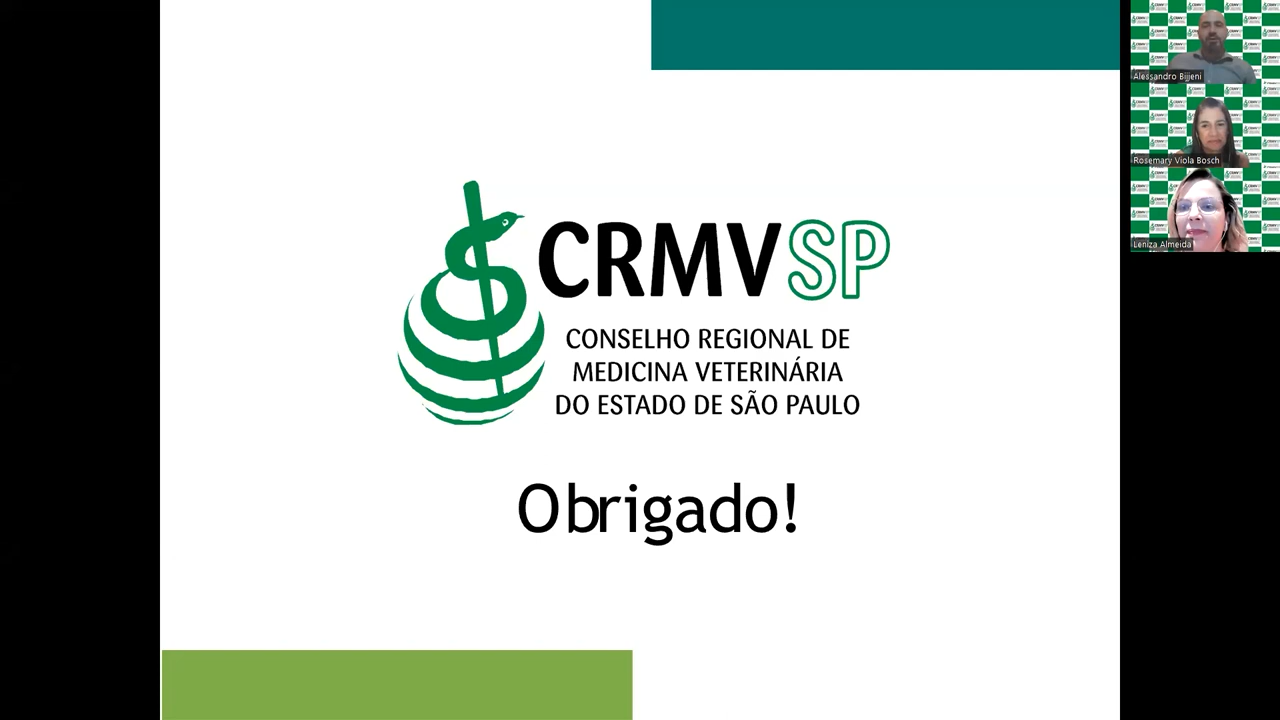 CRMVSP
CONSELHO REGIONAL DE
MEDICINA VETERINÁRIA
DO ESTADO DE SÃO PAULO
Obrigado!
Alessandro Bijjeni
Rosemary Viola Bosch
Leniza Almeida